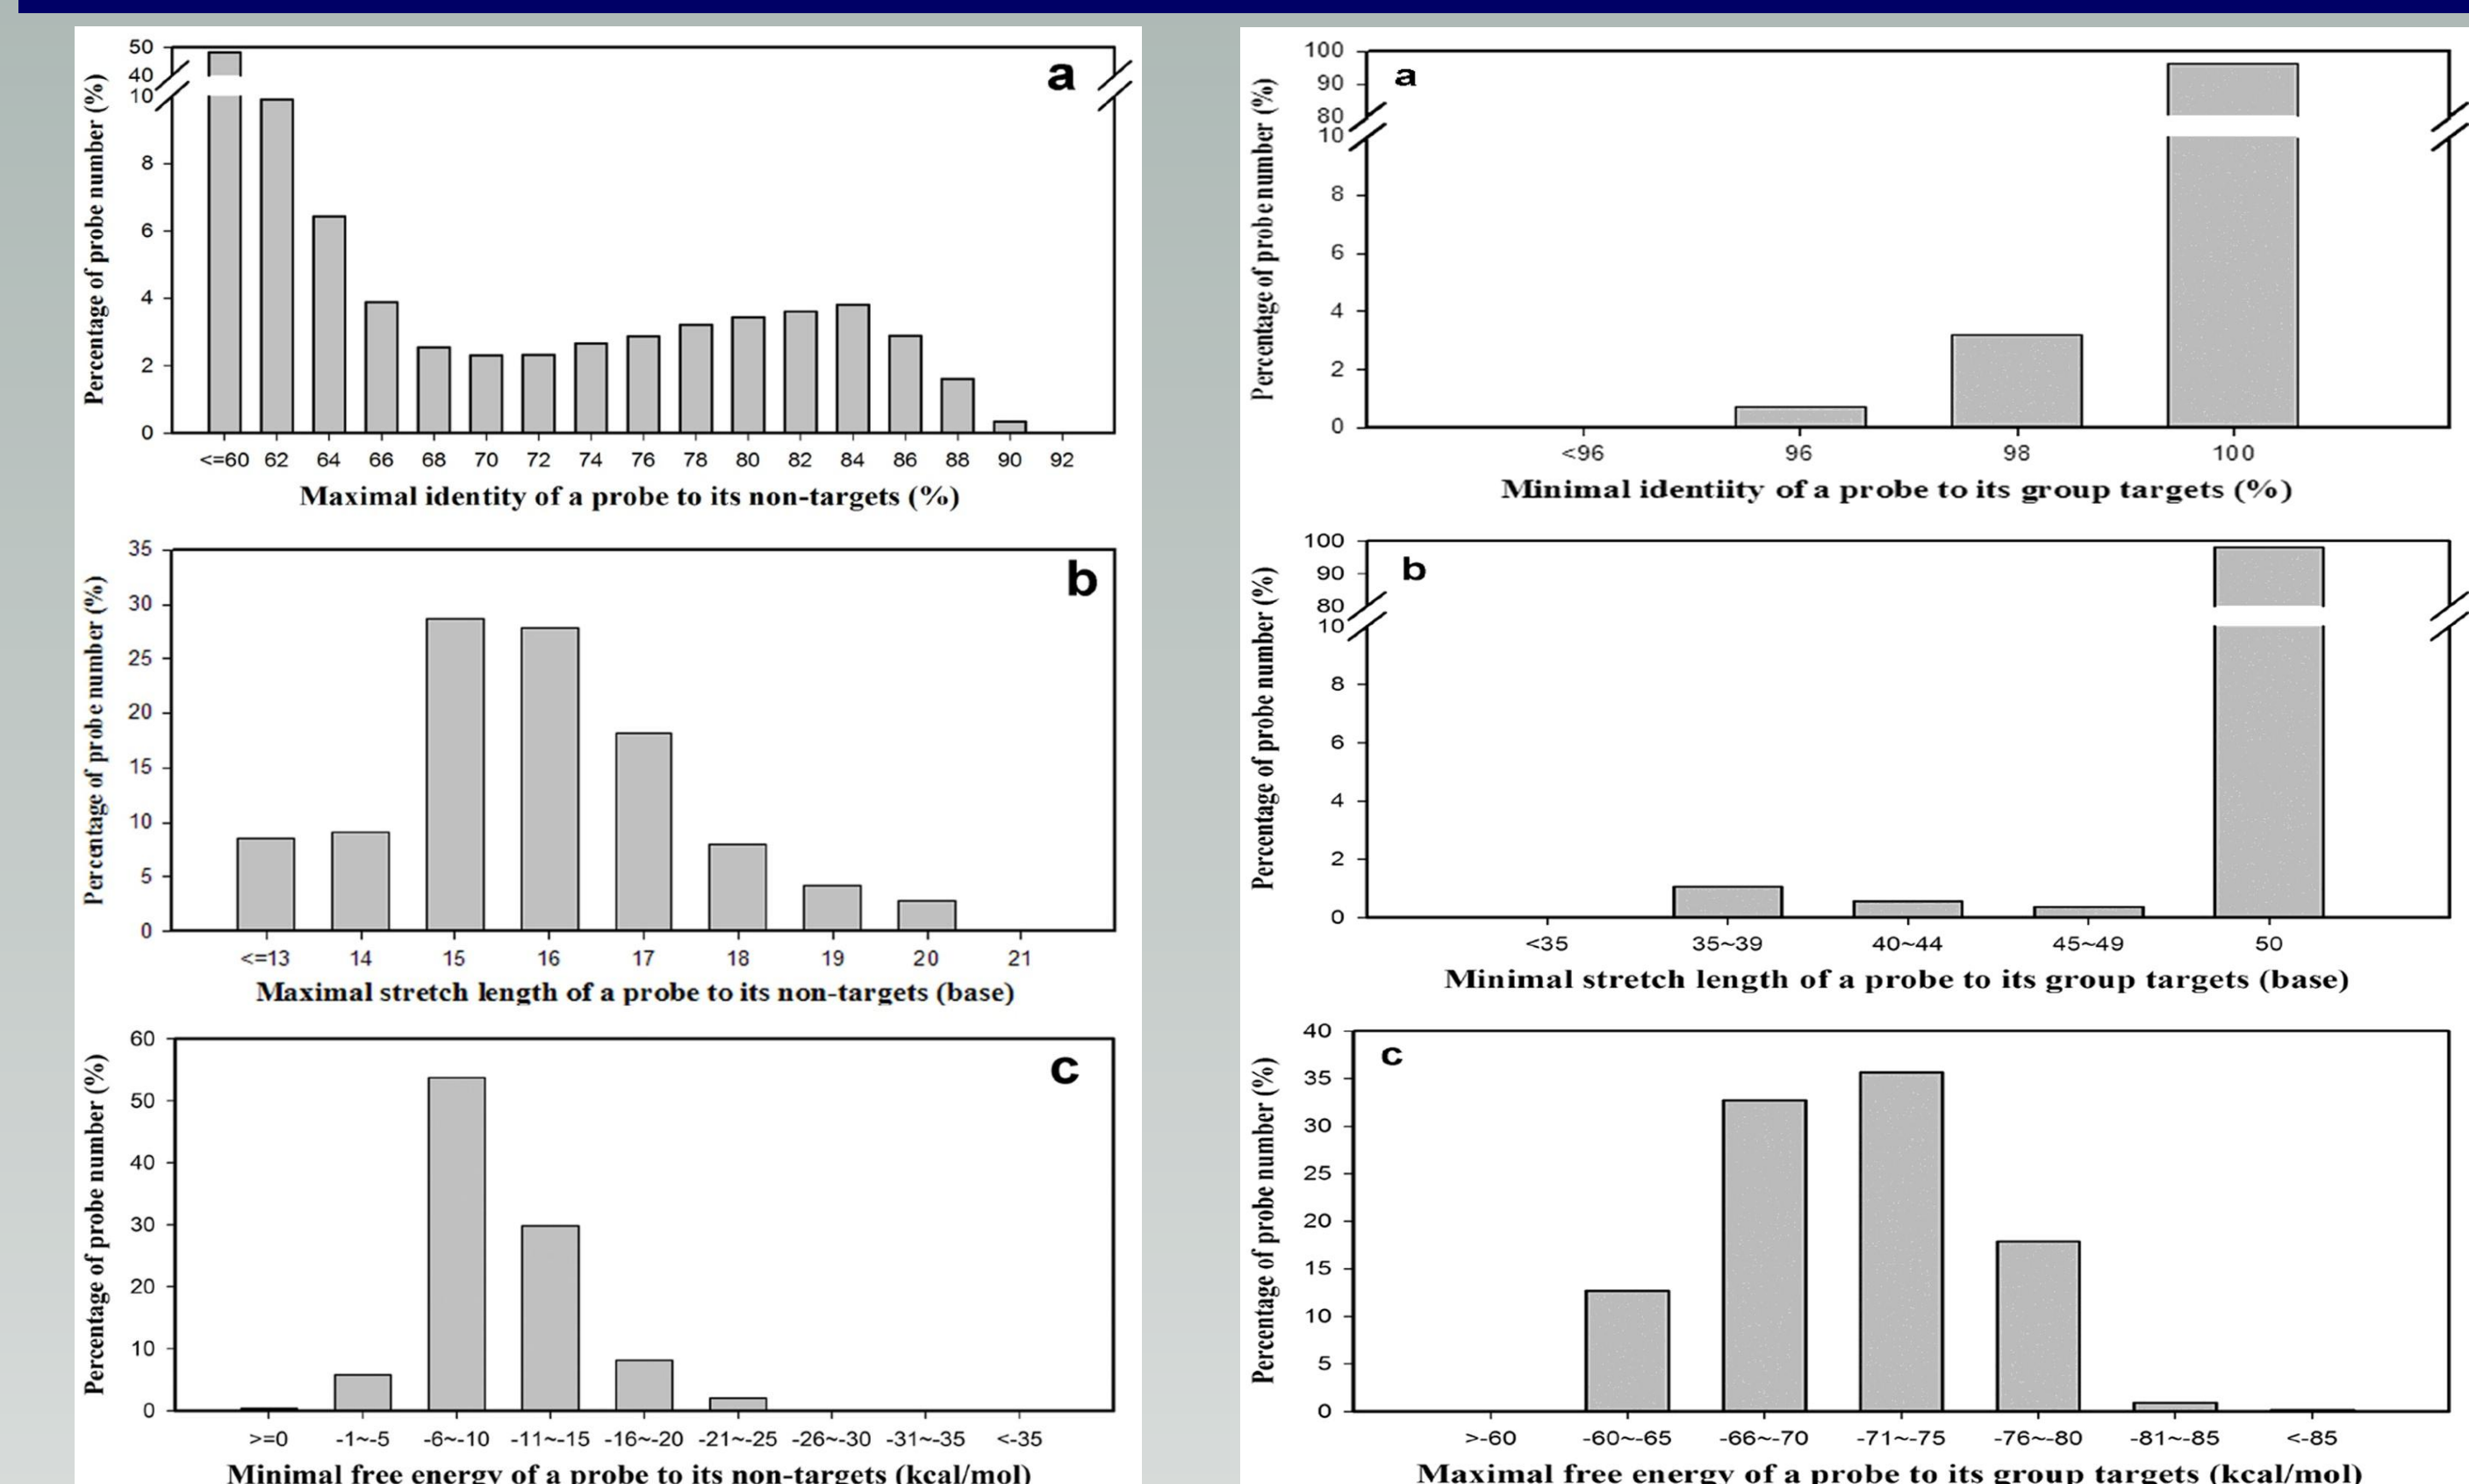 a
Percentage of probe number (%)
50
40
10
8
6
4
2
0
<=60 62 64 66 68 70 72 74 76 78 80 82 84 86 88 90 92
Maximal identity of a probe to its non-targets (%)
b
Percentage of probe number (%)
35
30
25
20
15
10
5
0
<=13 14 15 16 17 18 19 20 21
Maximal stretch length of a probe to its non-targets (base)
c
Percentage of probe number (%)
60
50
40
30
20
10
0
>=0 -1~-5 -6~-10 -11~-15 -16~-20 -21~-25 -26~-30 -31~-35 <-35
Minimal free energy of a probe to its non-targets (kcal/mol)
a
Percentage of probe number (%)
100
90
80
10
8
6
4
2
0
<96 96 98 100
Minimal identiity of a probe to its group targets (%)
b
Percentage of probe number (%)
100
90
80
10
8
6
4
2
0
<35 35~39 40~44 45~49 50
Minimal stretch length of a probe to its group targets (base)
c
Percentage of probe number (%)
40
35
30
25
20
15
10
5
0
>-60 -60~-65 -66~-70 -71~-75 -76~-80 -81~-85 <-85
Maximal free energy of a probe to its group targets (kcal/mol)